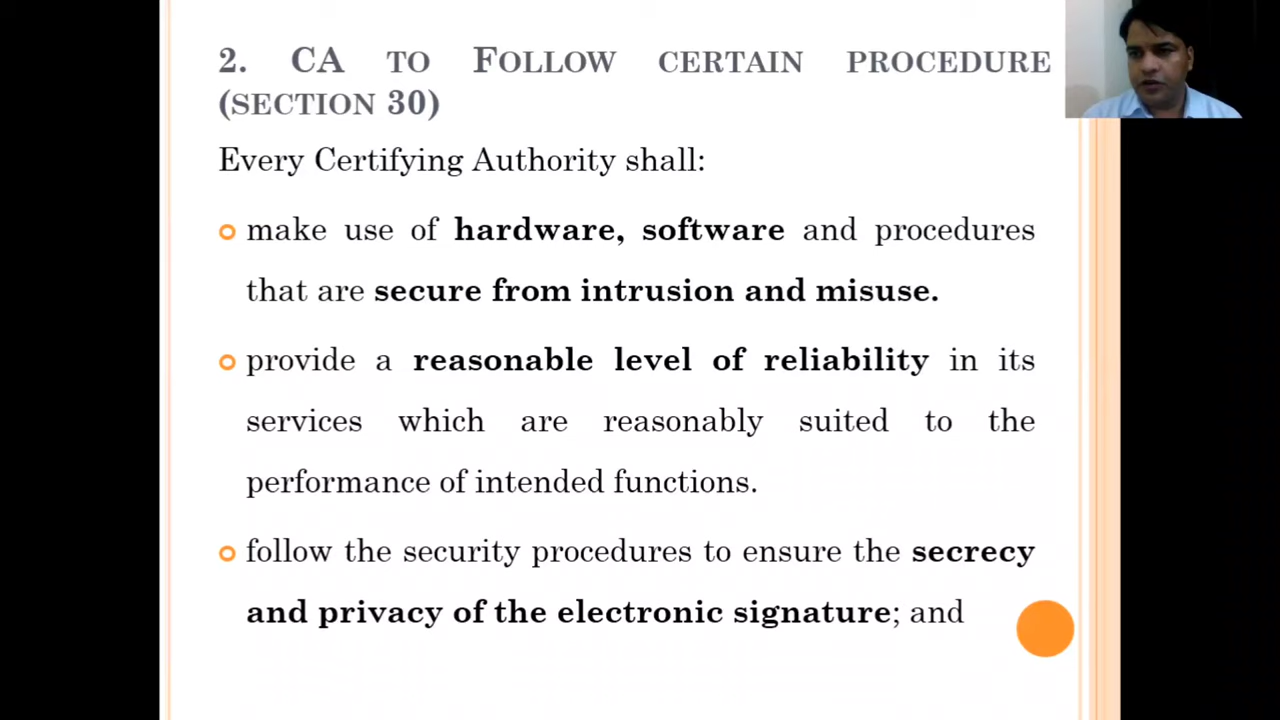 2. CA TO FOLLOW CERTAIN PROCEDURE
(SECTION 30)
Every Certifying Authority shall:
make use of hardware, software and procedures
that are secure from intrusion and misuse.
provide a reasonable level of reliability in its
services which are reasonably suited to the
performance of intended functions.
follow the security procedures to ensure the secrecy
and privacy of the electronic signature; and